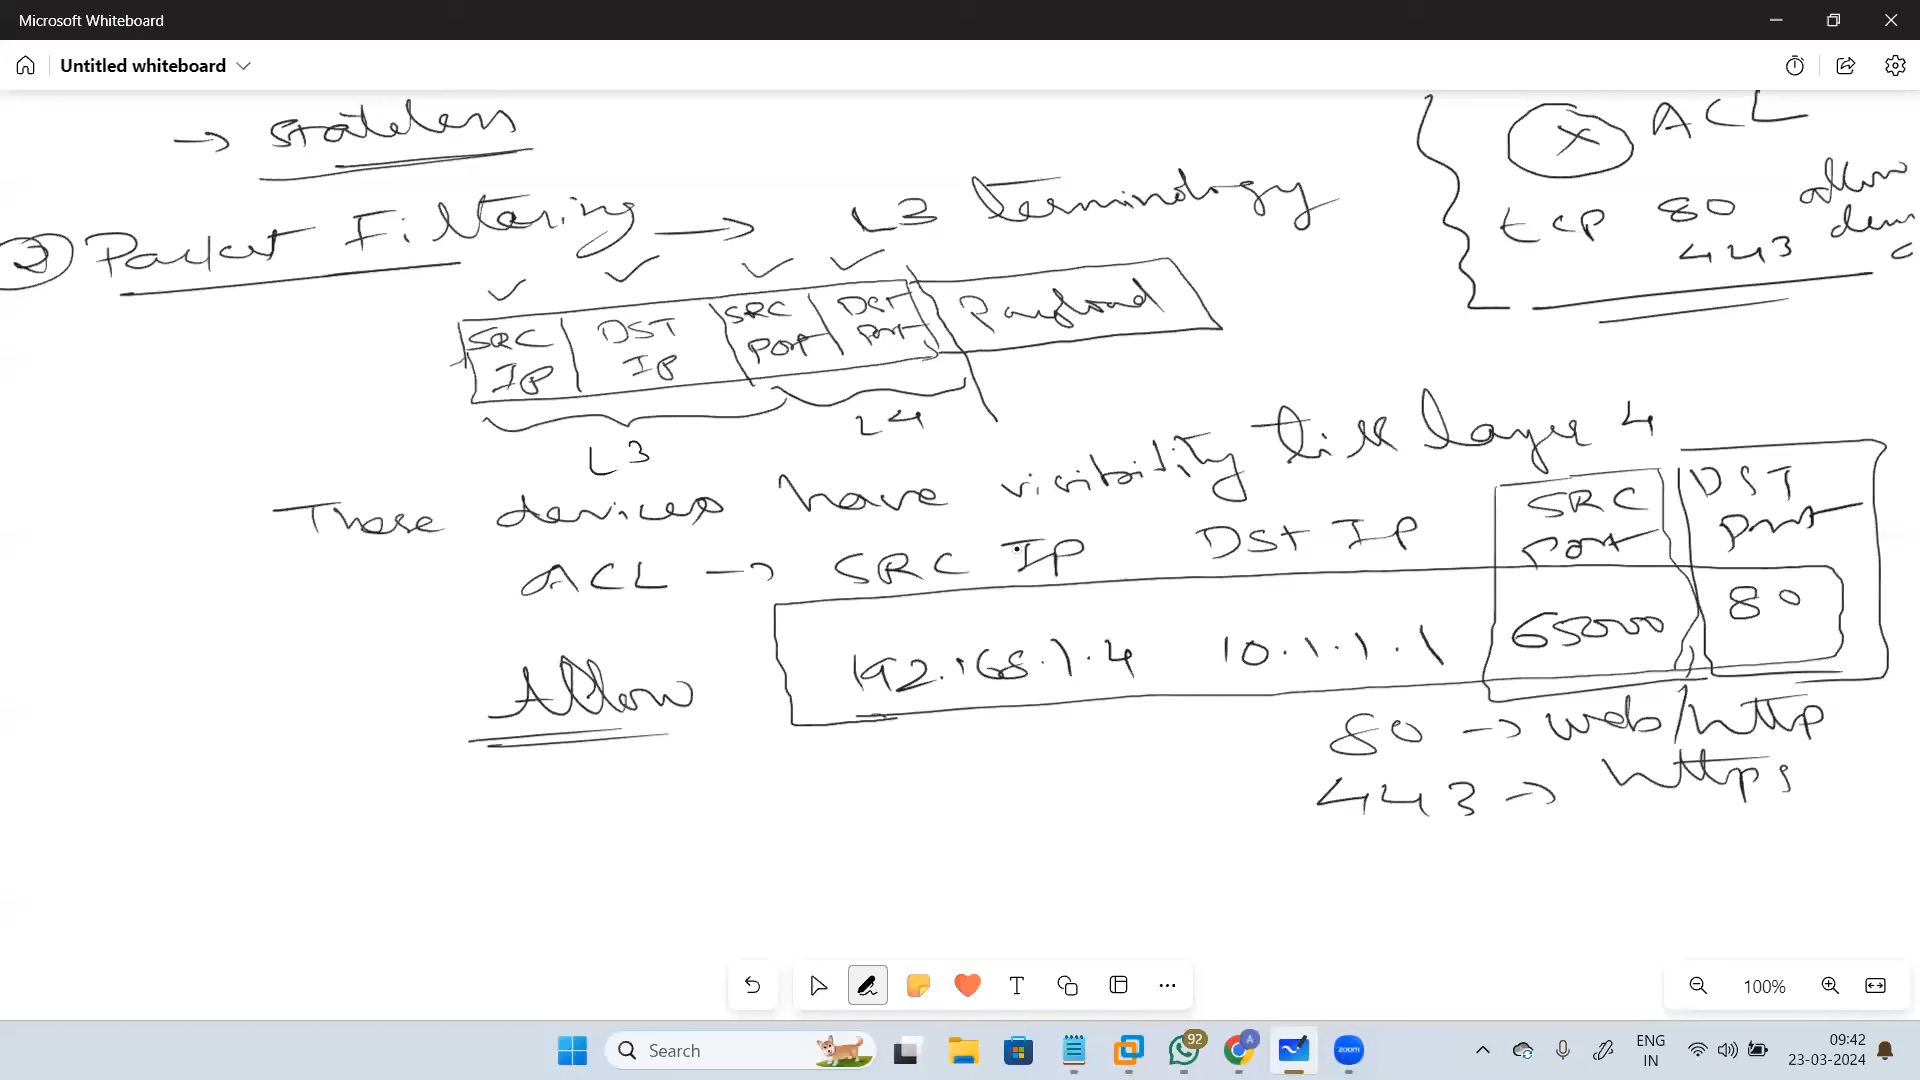 Microsoft Whiteboard
Untitled whiteboard
→ Stateless
2) Packet Filtering → L3 terminology
SRC IP DST IP SRC Port DST Port Payload
L3 L4
These devices have visibility till layer 4
ACL → SRC IP DST IP SRC Port DST Port
Allow 192.168.1.4 10.1.1.1 65000 80
80 → web/http
443 → https
X ACL
tcp 80 allow
443 deny
100%
Search
92
zoom
ENG
IN
09:42
23-03-2024